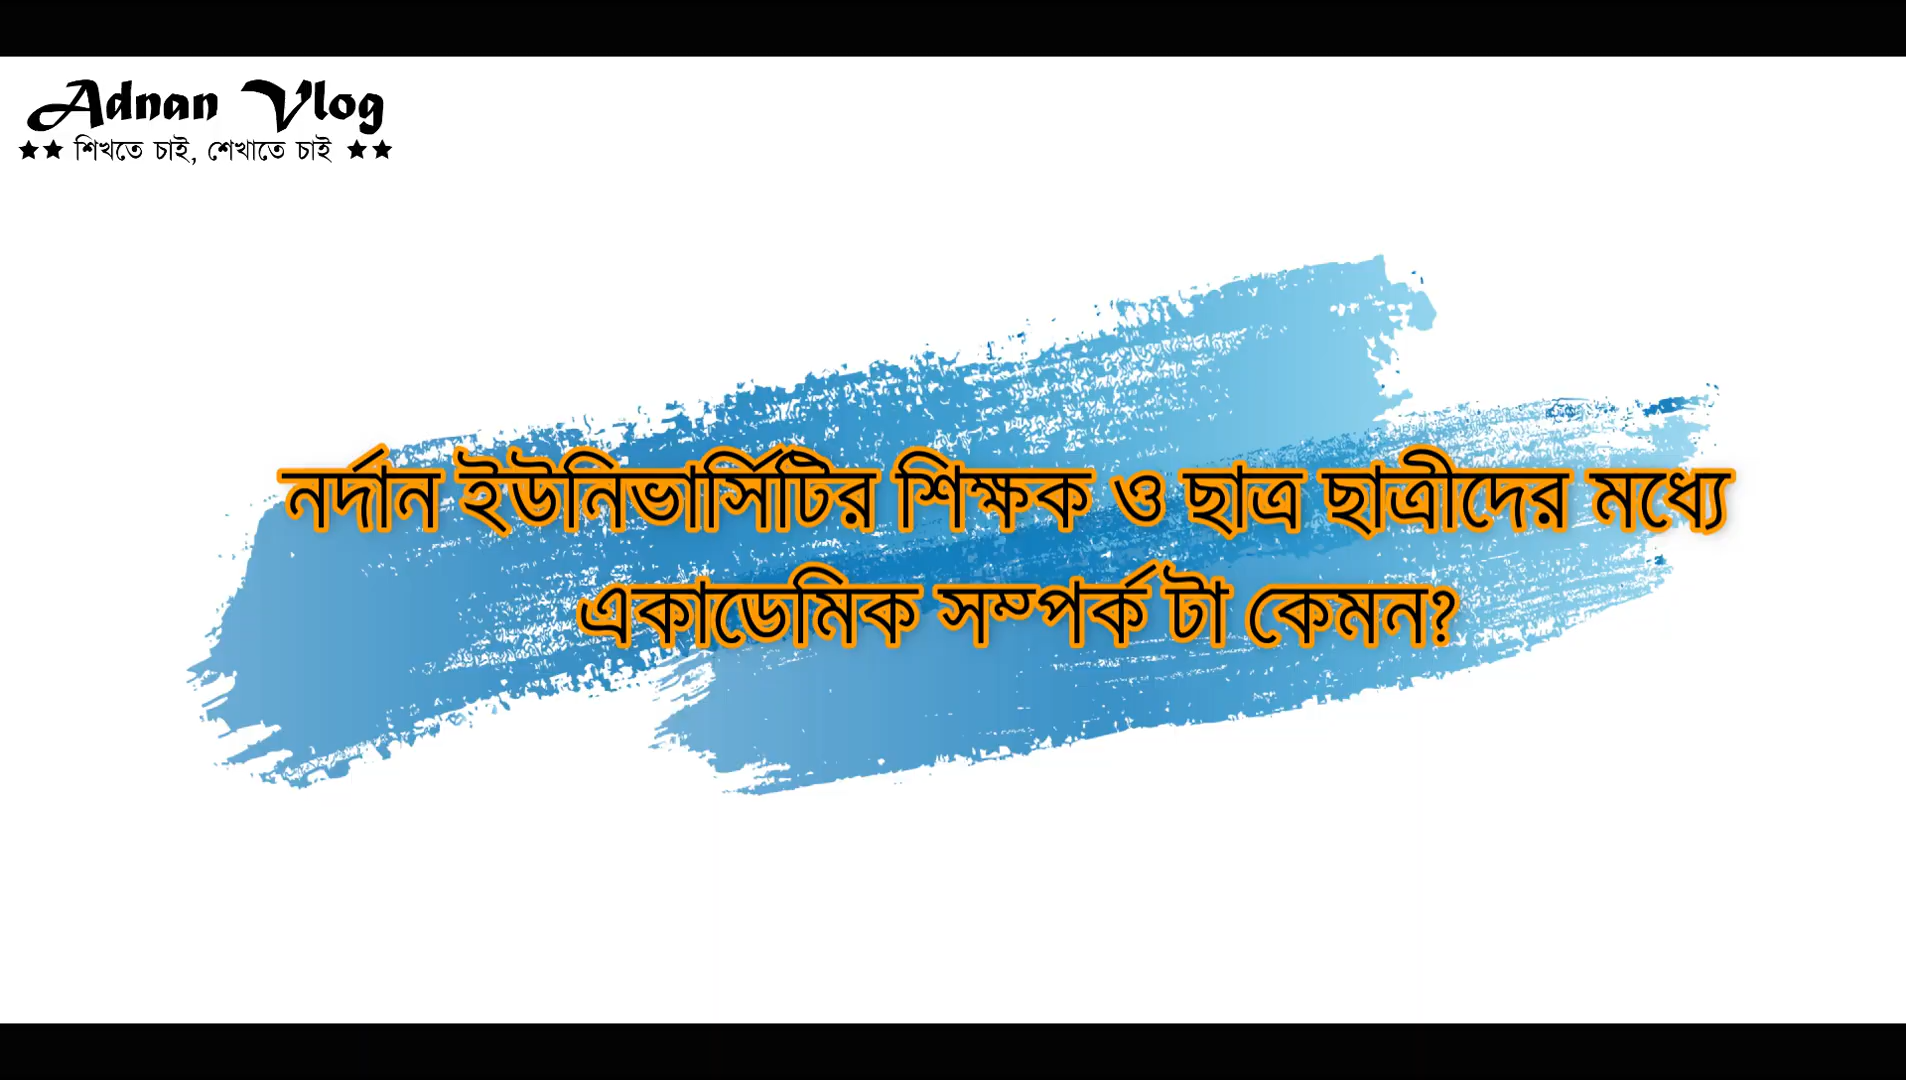 Adnan Vlog
★★ শিখতে চাই, শেখাতে চাই ★★
নর্দান ইউনিভার্সিটির শিক্ষক ও ছাত্র ছাত্রীদের মধ্যে
একাডেমিক সম্পর্ক টা কেমন?